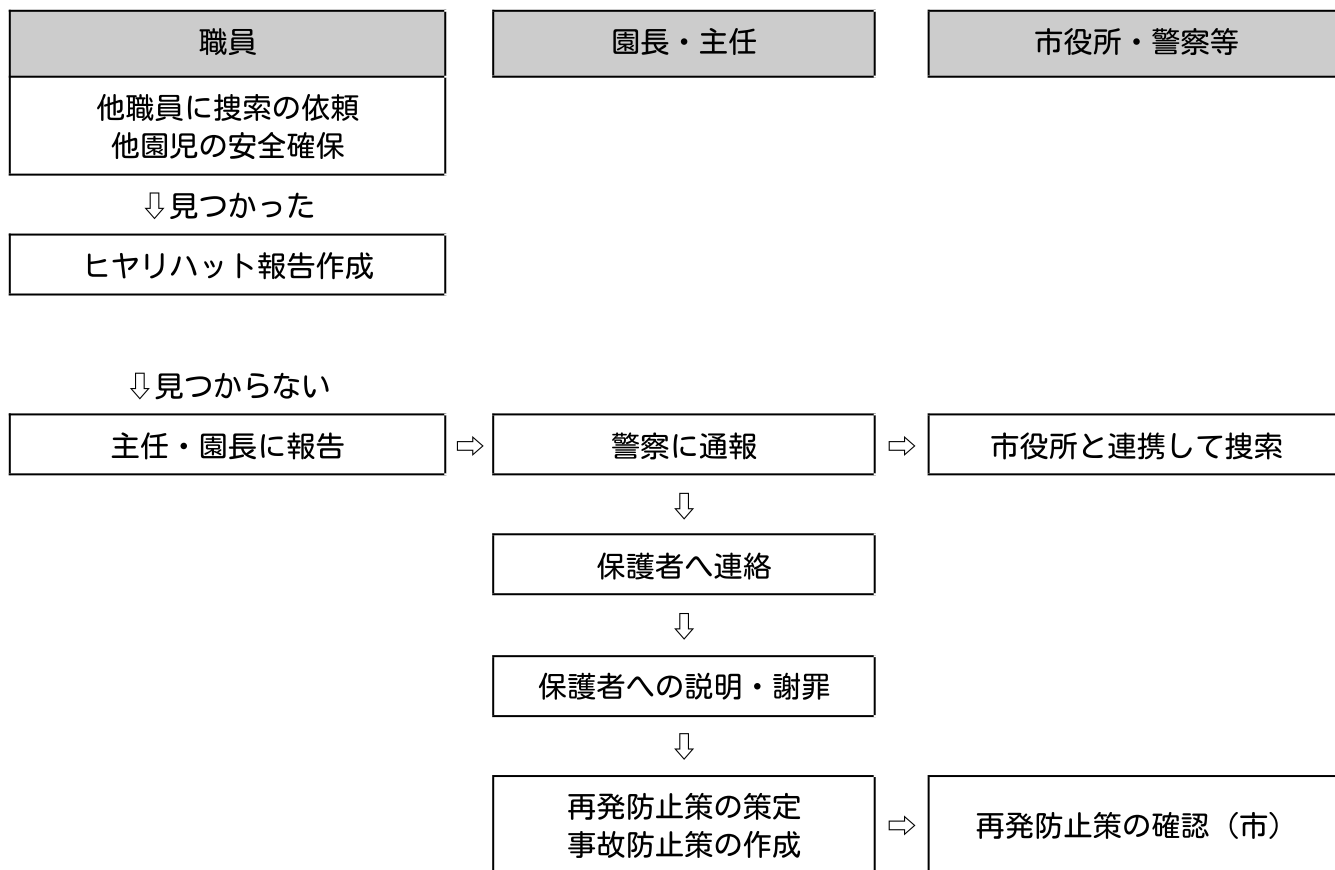 職員
園長・主任
市役所・警察等
他職員に捜索の依頼
他園児の安全確保
⇩見つかった
ヒヤリハット報告作成
⇩見つからない
主任・園長に報告
⇨
警察に通報
⇨
市役所と連携して捜索
⇩
保護者へ連絡
⇩
保護者への説明・謝罪
⇩
再発防止策の策定
事故防止策の作成
⇨
再発防止策の確認（市）